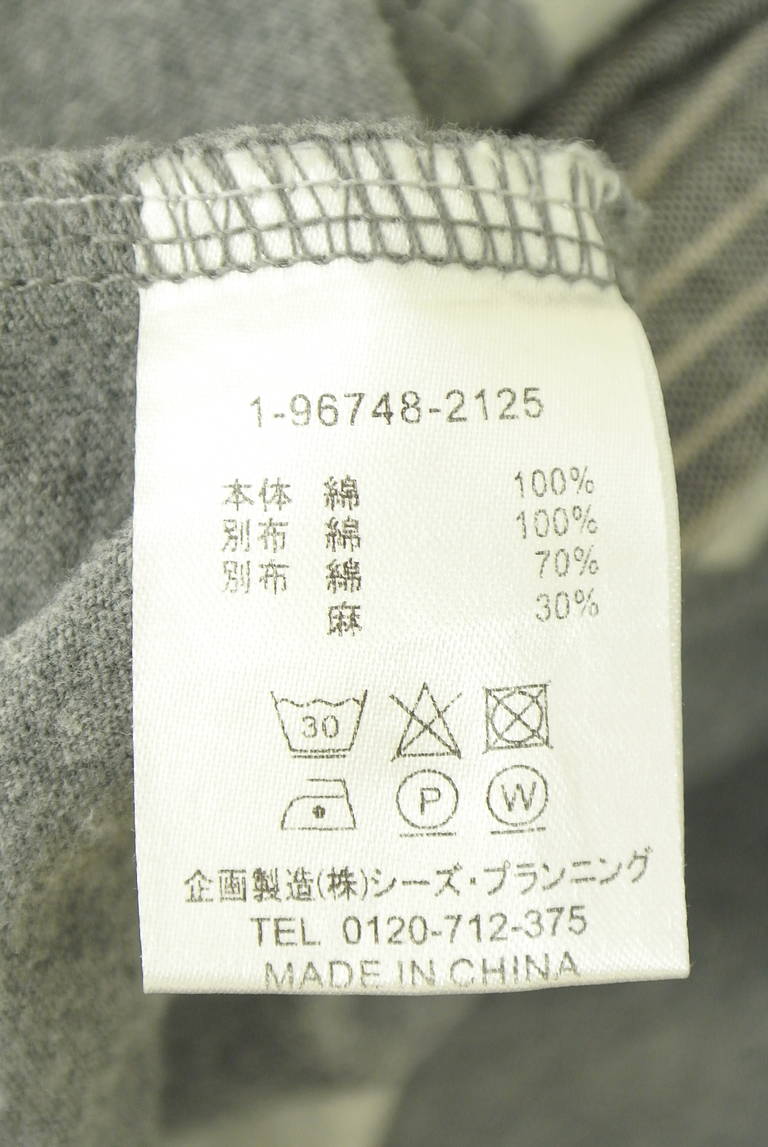 1-96748-2125
本体 綿 100%
別布 綿 100%
別布 綿 70%
麻 30%
30
P W
企画製造(株)シーズ・プランニング
TEL 0120-712-375
MADE IN CHINA